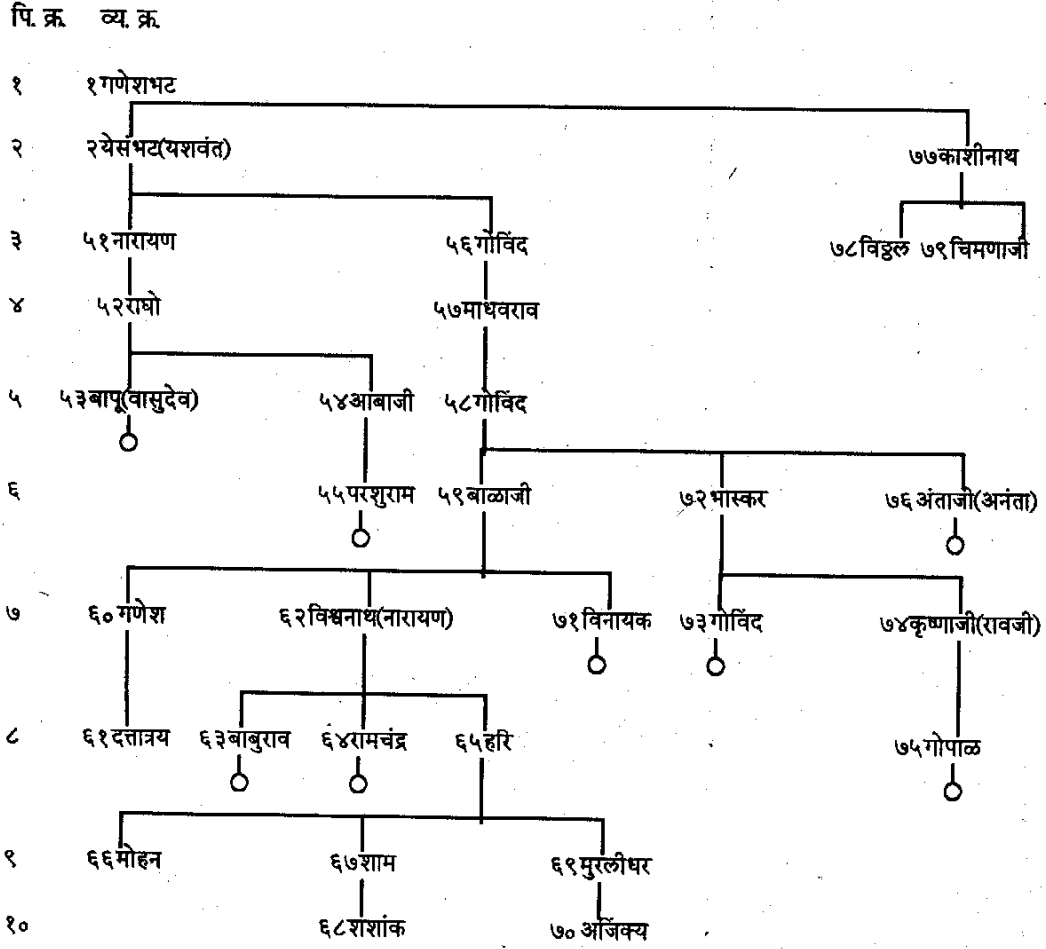 पि. क्र. व्य. क्र.
१ १गणेशभट
२ २येसंभट(यशवंत) ७७काशीनाथ
३ ५१नारायण ५६गोविंद ७८विठ्ठल ७९चिमणाजी
४ ५२राघो ५७माधवराव
५ ५३बापू(वासुदेव) ५४आबाजी ५८गोविंद
६ ५५परशुराम ५९बाळाजी ७२भास्कर ७६अंताजी(अनंता)
७ ६०गणेश ६२विश्वनाथ(नारायण) ७१विनायक ७३गोविंद ७४कृष्णाजी(रावजी)
८ ६१दत्तात्रय ६३बाबुराव ६४रामचंद्र ६५हरि ७५गोपाळ
९ ६६मोहन ६७शाम ६९मुरलीधर
१० ६८शशांक ७०अजिंक्य